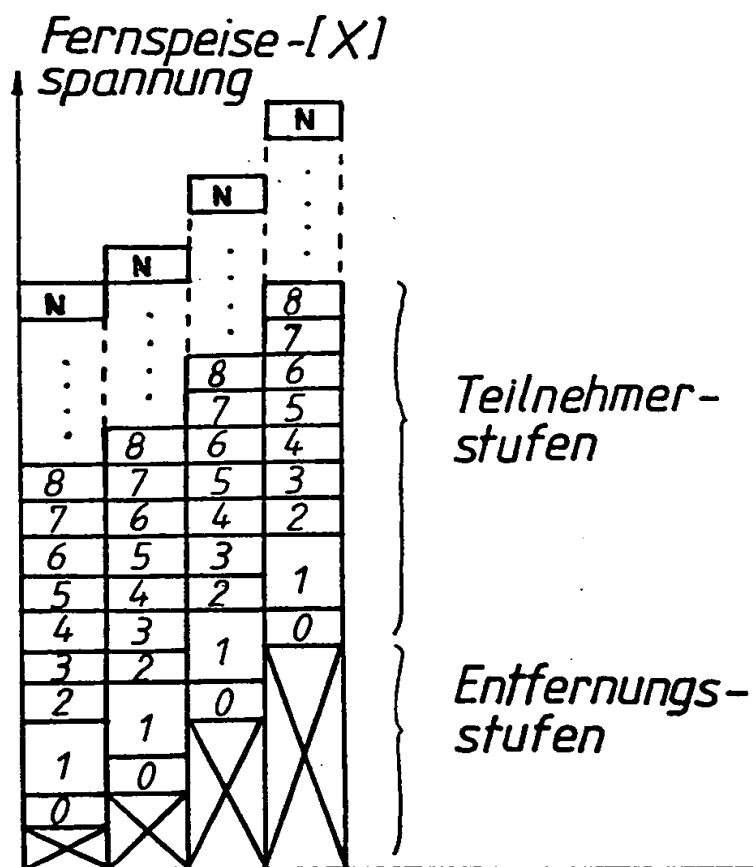 Fernspeise-[X]
spannung
N
N
N
N 8
7
8 6
7 5
8 6 4
8 7 5 3
7 6 4 2
6 5 3
5 4 2 1
4 3 0
3 2 1
2 0
1
1 0
0
Teilnehmer-
stufen
Entfernungs-
stufen